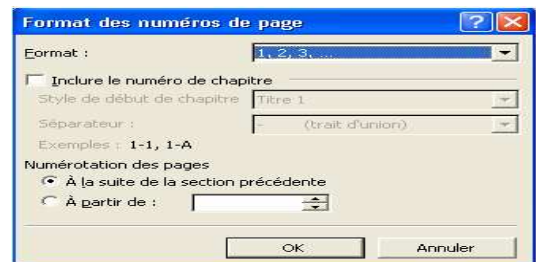 Format des numéros de page
Format : 1, 2, 3, ...
Inclure le numéro de chapitre
Style de début de chapitre Titre 1
Séparateur : - (trait d'union)
Exemples : 1-1, 1-A
Numérotation des pages
À la suite de la section précédente
À partir de :
OK Annuler